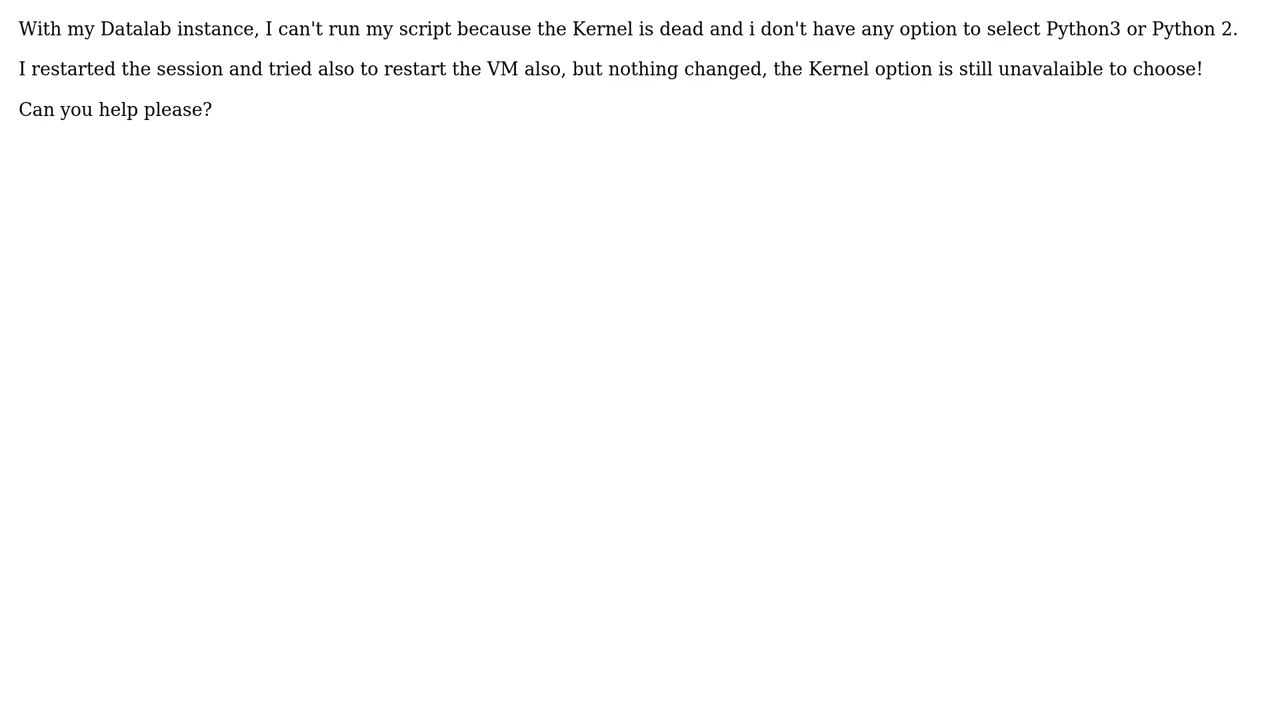 With my Datalab instance, I can't run my script because the Kernel is dead and i don't have any option to select Python3 or Python 2.
I restarted the session and tried also to restart the VM also, but nothing changed, the Kernel option is still unavalaible to choose!
Can you help please?